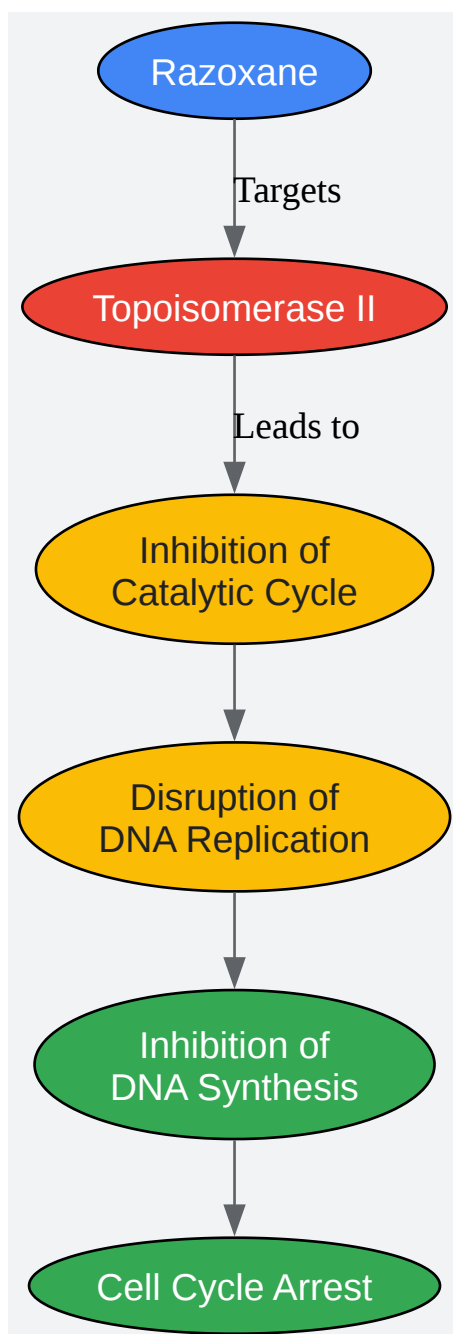 Razoxane
Targets
Topoisomerase II
Leads to
Inhibition of
Catalytic Cycle
Disruption of
DNA Replication
Inhibition of
DNA Synthesis
Cell Cycle Arrest